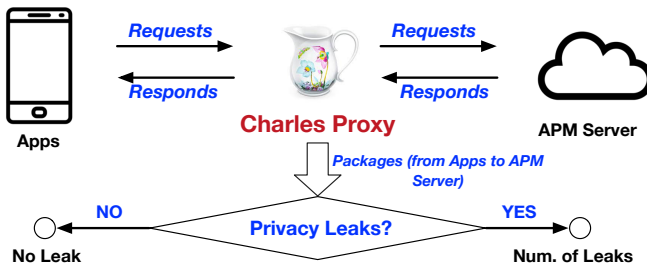 Requests
Requests
Responds
Responds
Apps
Charles Proxy
APM Server
Packages (from Apps to APM
Server)
NO
Privacy Leaks?
YES
No Leak
Num. of Leaks